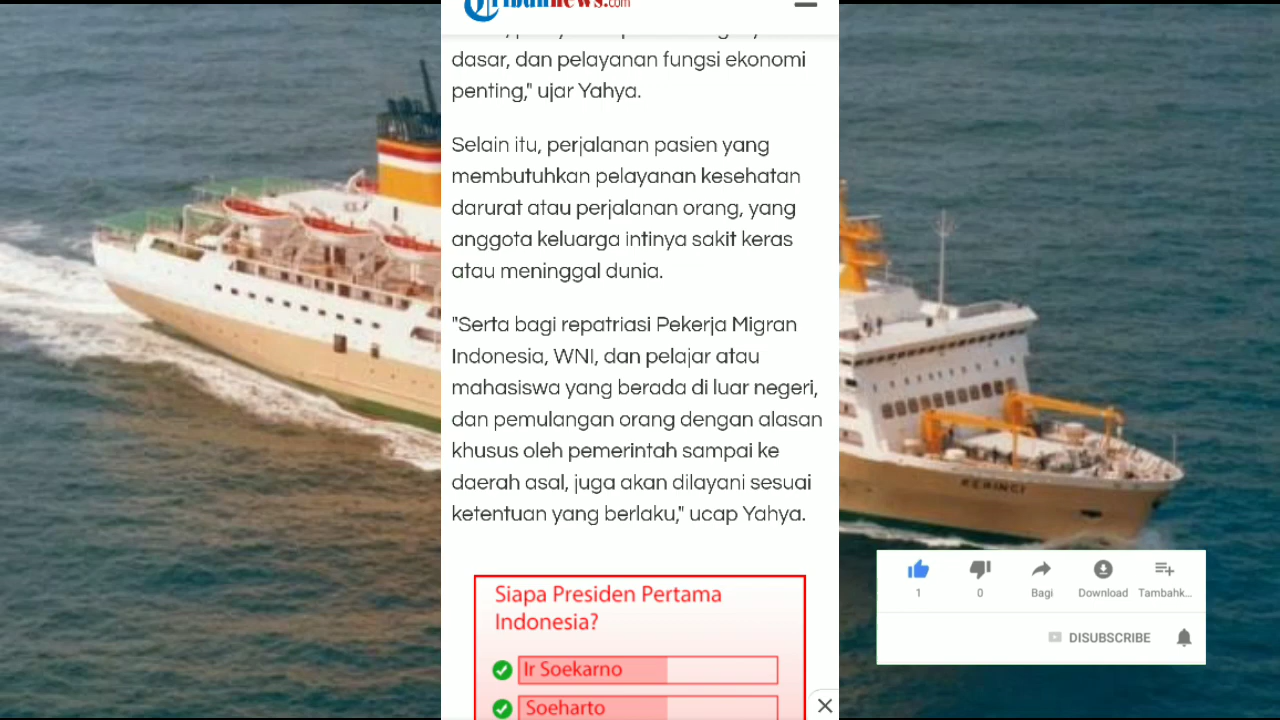 news.com
dasar, dan pelayanan fungsi ekonomi
penting," ujar Yahya.
Selain itu, perjalanan pasien yang
membutuhkan pelayanan kesehatan
darurat atau perjalanan orang, yang
anggota keluarga intinya sakit keras
atau meninggal dunia.
"Serta bagi repatriasi Pekerja Migran
Indonesia, WNI, dan pelajar atau
mahasiswa yang berada di luar negeri,
dan pemulangan orang dengan alasan
khusus oleh pemerintah sampai ke
daerah asal, juga akan dilayani sesuai
ketentuan yang berlaku," ucap Yahya.
Siapa Presiden Pertama
Indonesia?
Ir Soekarno
Soeharto
KERINCI
1 0 Bagi Download Tambahk...
DISUBSCRIBE